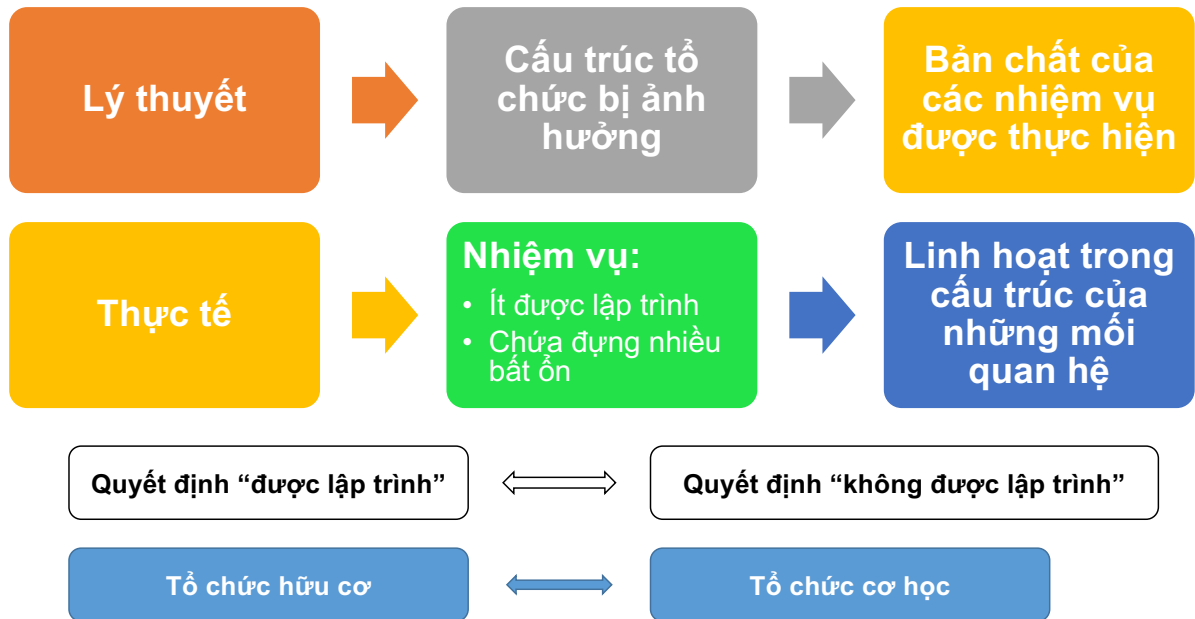 Lý thuyết
Cấu trúc tổ
chức bị ảnh
hưởng
Bản chất của
các nhiệm vụ
được thực hiện
Thực tế
Nhiệm vụ:
• Ít được lập trình
• Chứa đựng nhiều
bất ổn
Linh hoạt trong
cấu trúc của
những mối
quan hệ
Quyết định “được lập trình”
Quyết định “không được lập trình”
Tổ chức hữu cơ
Tổ chức cơ học